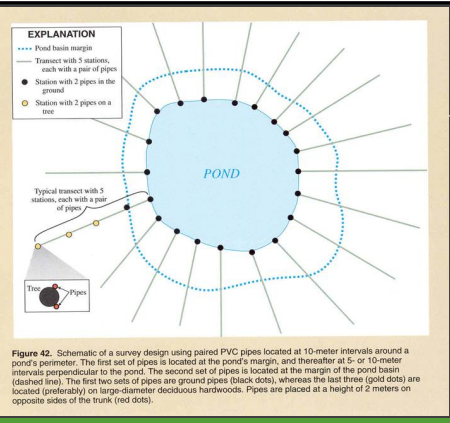 EXPLANATION
Pond basin margin
Transect with 5 stations,
each with a pair of pipes
Station with 2 pipes in the
ground
Station with 2 pipes on a
tree
POND
Typical transect with 5
stations, each with a pair
of pipes
Tree
Pipes
Figure 42. Schematic of a survey design using paired PVC pipes located at 10-meter intervals around a
pond's perimeter. The first set of pipes is located at the pond's margin, and thereafter at 5- or 10-meter
intervals perpendicular to the pond. The second set of pipes is located at the margin of the pond basin
(dashed line). The first two sets of pipes are ground pipes (black dots), whereas the last three (gold dots) are
located (preferably) on large-diameter deciduous hardwoods. Pipes are placed at a height of 2 meters on
opposite sides of the trunk (red dots).